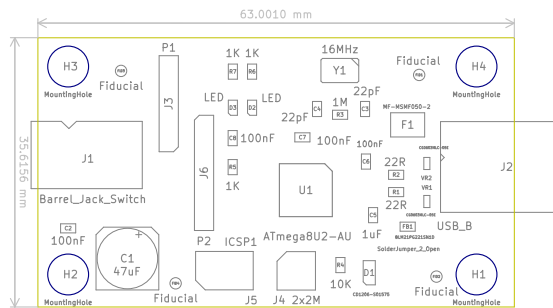 63.0010 mm
35.6156 mm
H3
MountingHole
Fiducial
P1
J3
1K 1K
R7 R6
LED
D3 D2
LED
C8
100nF
R5
1K
J6
16MHz
Y1
22pF
C4
22pF
1M
R3
C3
C7
100nF
100nF
C6
MF-MSMF050-2
F1
Fiducial
H4
MountingHole
J1
Barrel_Jack_Switch
U1
ATmega8U2-AU
22R
R2
R1
22R
VR2
VR1
J2
USB_B
C5
1uF
FB1
BLM21PG221SN1D
SolderJumper_2_Open
C2
100nF
H2
MountingHole
C1
47uF
+
P2
ICSP1
J5
J4
2x2M
R4
10K
D1
CD1206-S01575
Fiducial
Fiducial
H1
MountingHole